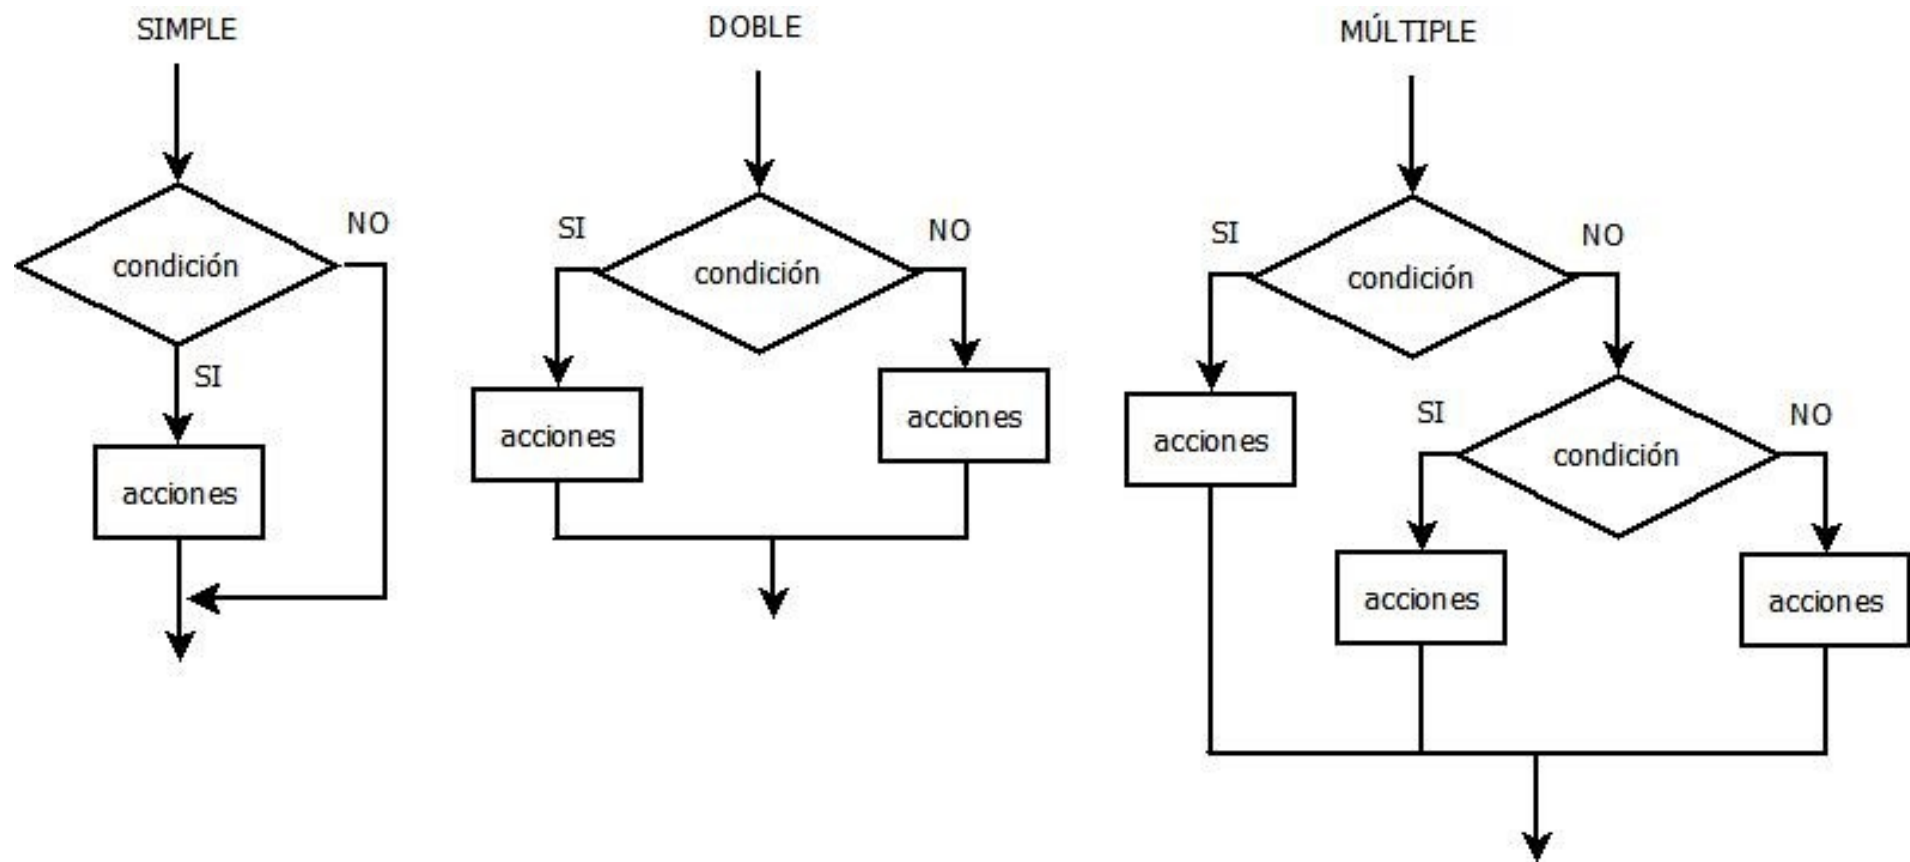 SIMPLE
NO
condición
SI
acciones
DOBLE
SI
NO
condición
acciones
acciones
MÚLTIPLE
SI
NO
condición
acciones
SI
NO
condición
acciones
acciones